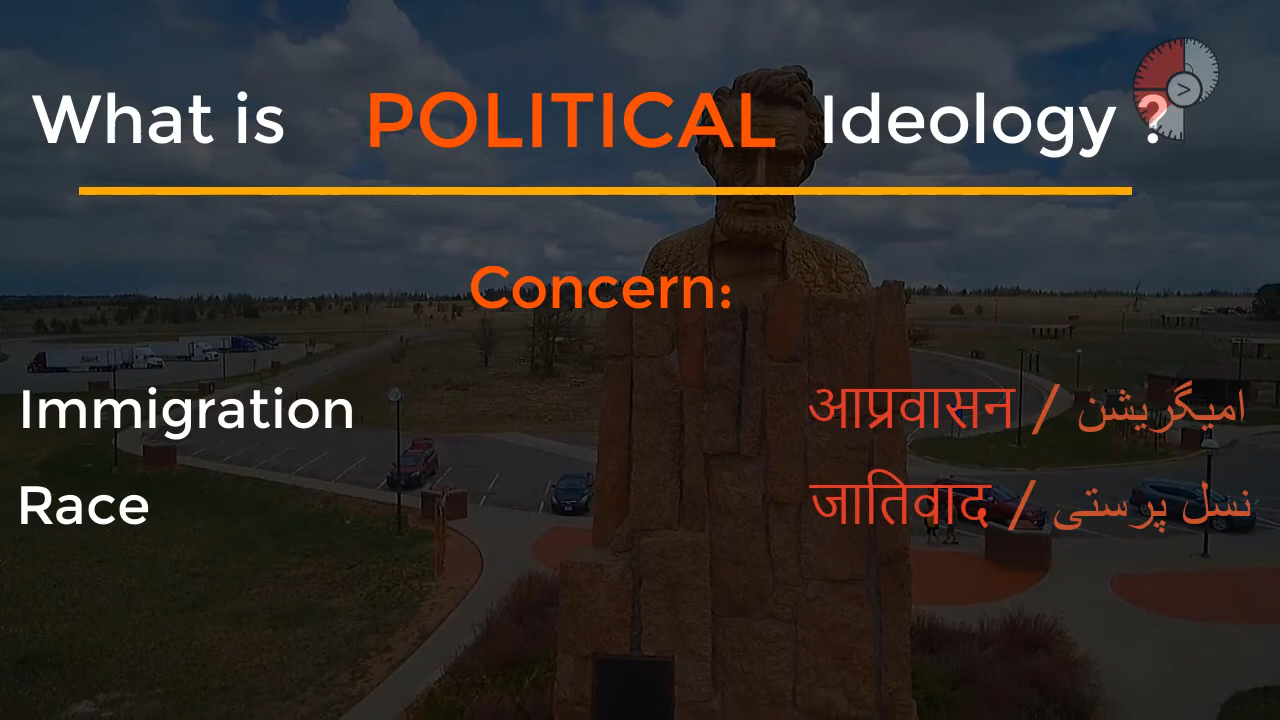 What is POLITICAL Ideology ?
Concern:
Immigration आप्रवासन / امیگریشن
Race जातिवाद / نسل پرستی